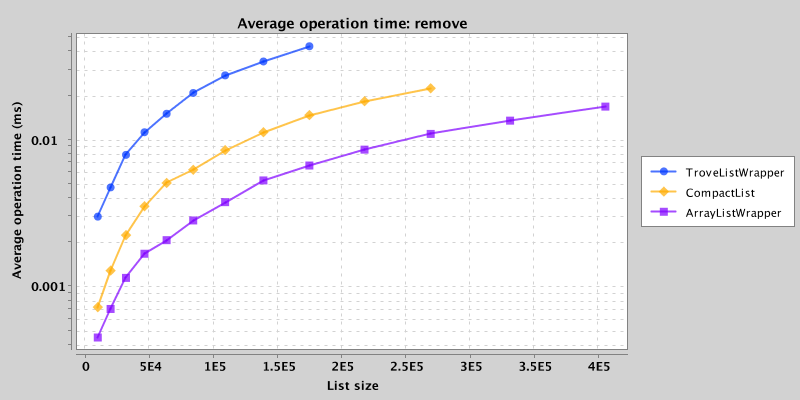 Average operation time: remove
Average operation time (ms)
0.01
0.001
0 5E4 1E5 1.5E5 2E5 2.5E5 3E5 3.5E5 4E5
List size
TroveListWrapper
CompactList
ArrayListWrapper